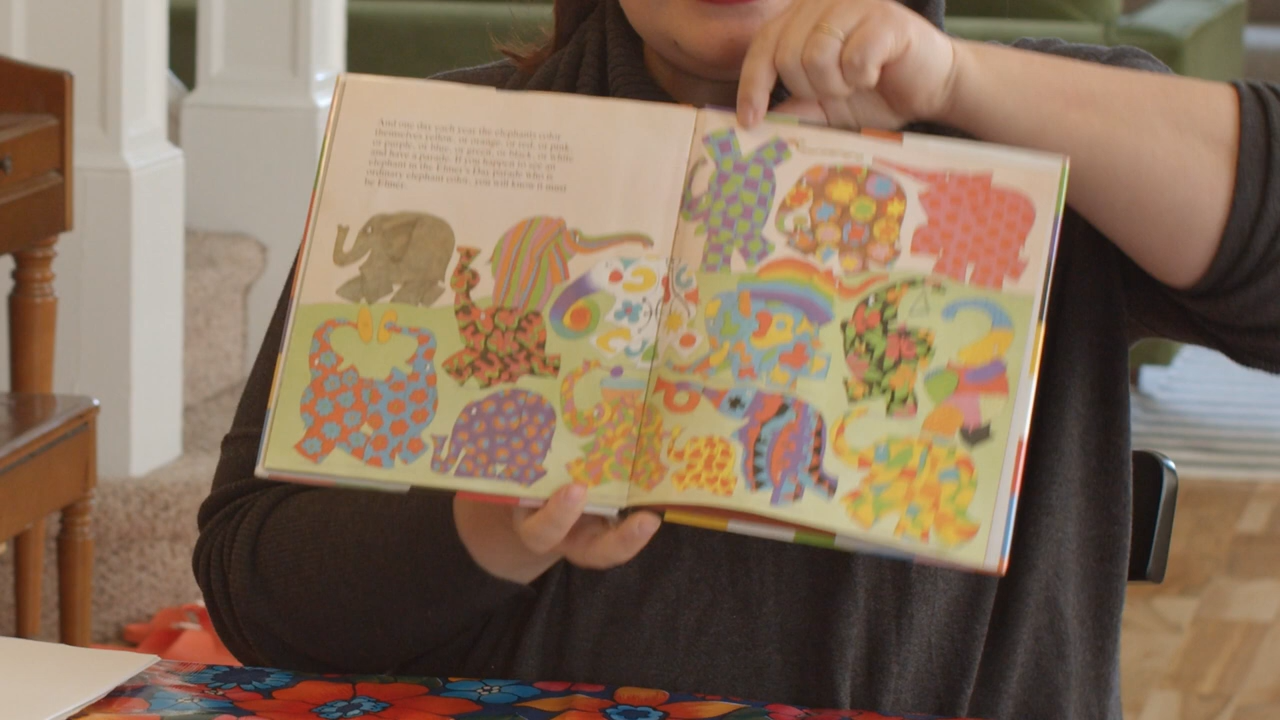 And one day each year the elephants color
themselves yellow, or orange, or red, or pink,
or purple, or blue, or green, or black, or white
and have a parade. If you happen to see an
elephant in the Elmer's Day parade who is
ordinary elephant color, you will know it must
be Elmer.